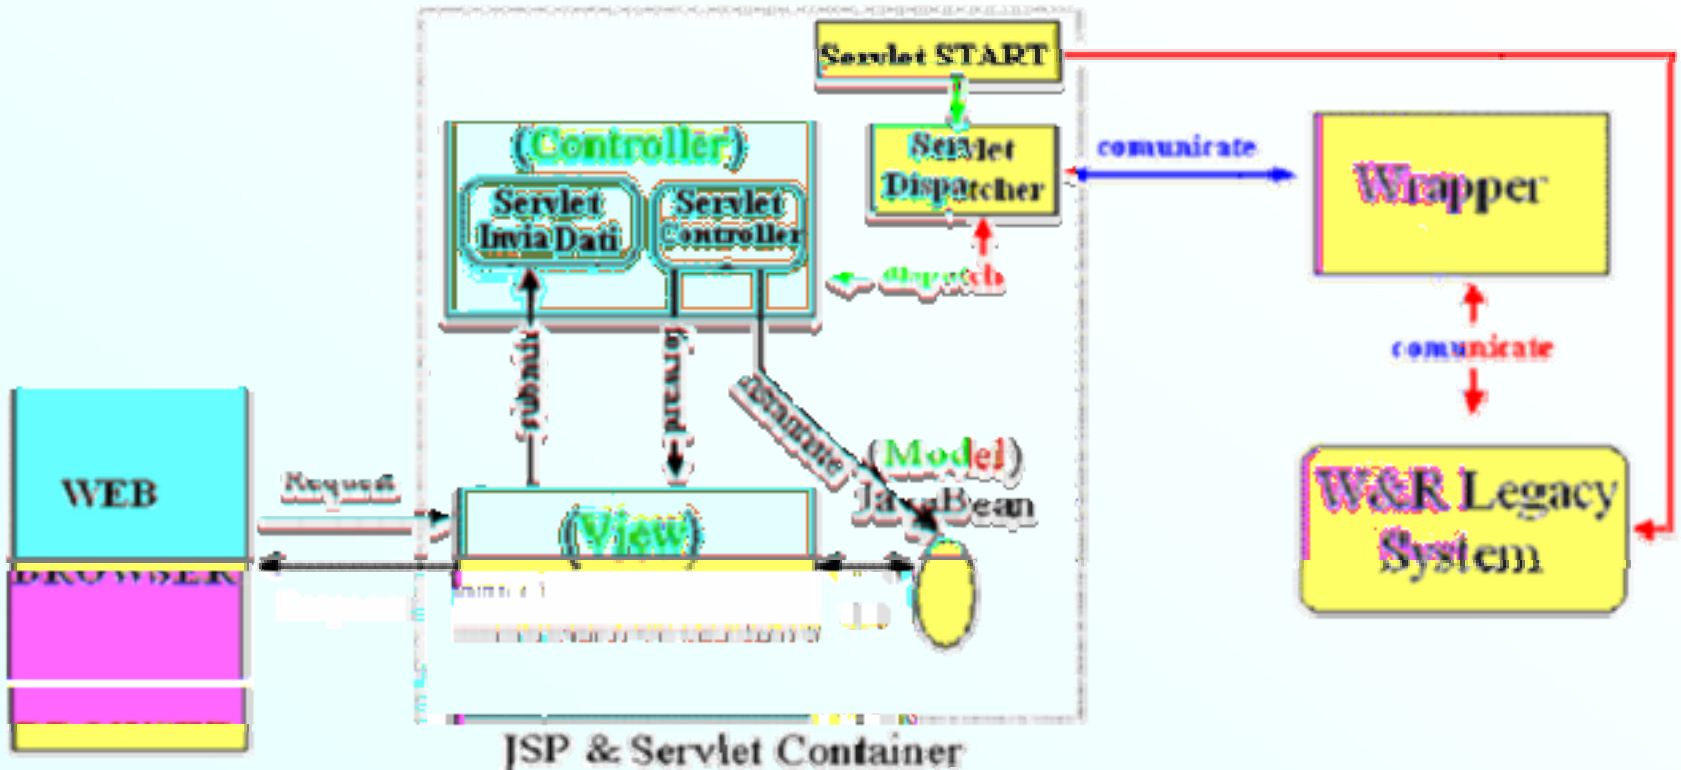 Servlet START
(Controller)
Servlet
Dispatcher
comunicate
Wrapper
Servlet
Invia Dati
Servlet
Controller
dispatch
submit
forward
comunicate
(Model)
JavaBean
WEB
BROWSER
Request
(View)
W&R Legacy
System
JSP & Servlet Container